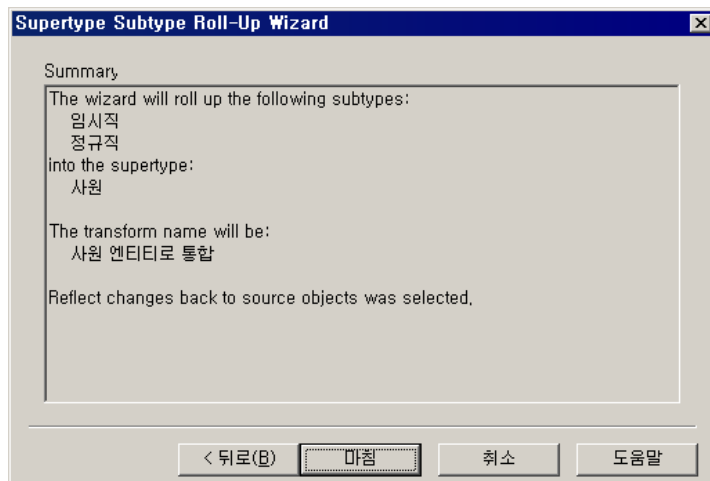 Supertype Subtype Roll-Up Wizard
Summary
The wizard will roll up the following subtypes:
임시직
정규직
into the supertype:
사원
The transform name will be:
사원 엔티티로 통합
Reflect changes back to source objects was selected.
< 뒤로(B)
마침
취소
도움말